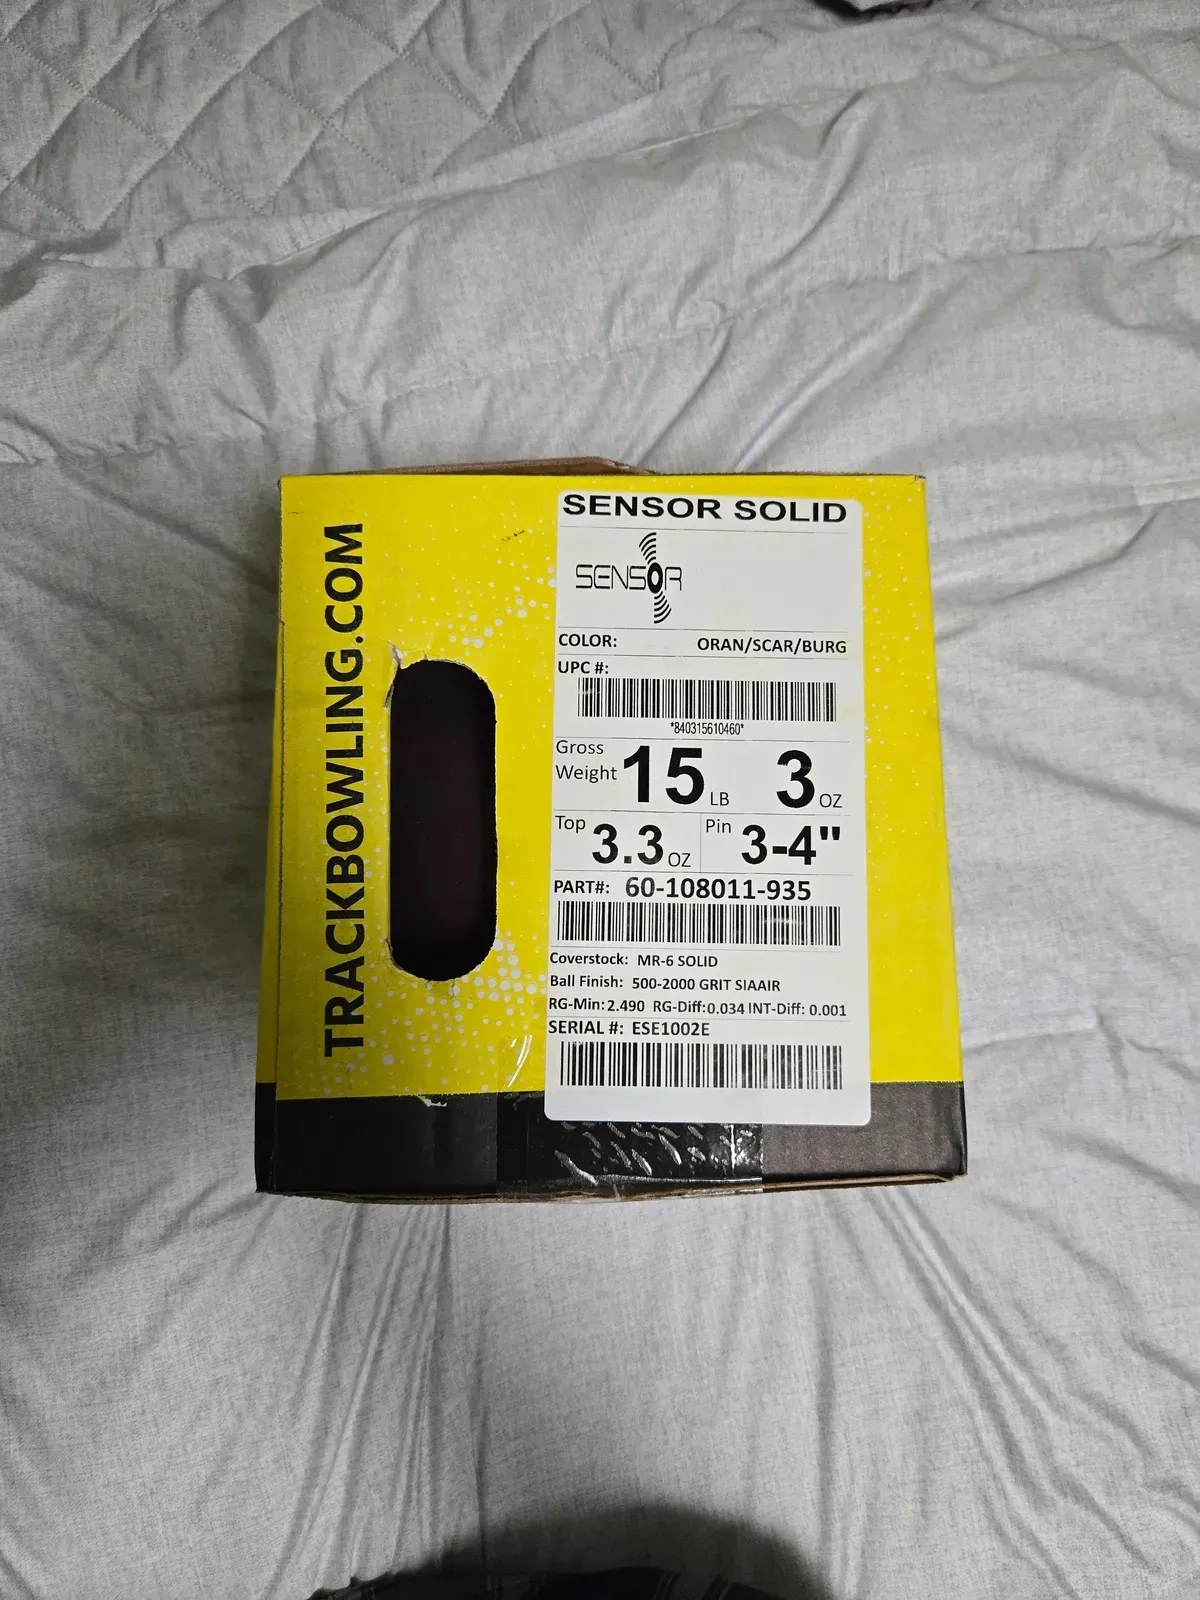 TRACKBOWLING.COM
SENSOR SOLID
SENSOR
COLOR: ORAN/SCAR/BURG
UPC #:
*840315610460*
Gross Weight 15 LB 3 OZ
Top 3.3 OZ Pin 3-4"
PART#: 60-108011-935
Coverstock: MR-6 SOLID
Ball Finish: 500-2000 GRIT SIAAIR
RG-Min: 2.490 RG-Diff: 0.034 INT-Diff: 0.001
SERIAL #: ESE1002E